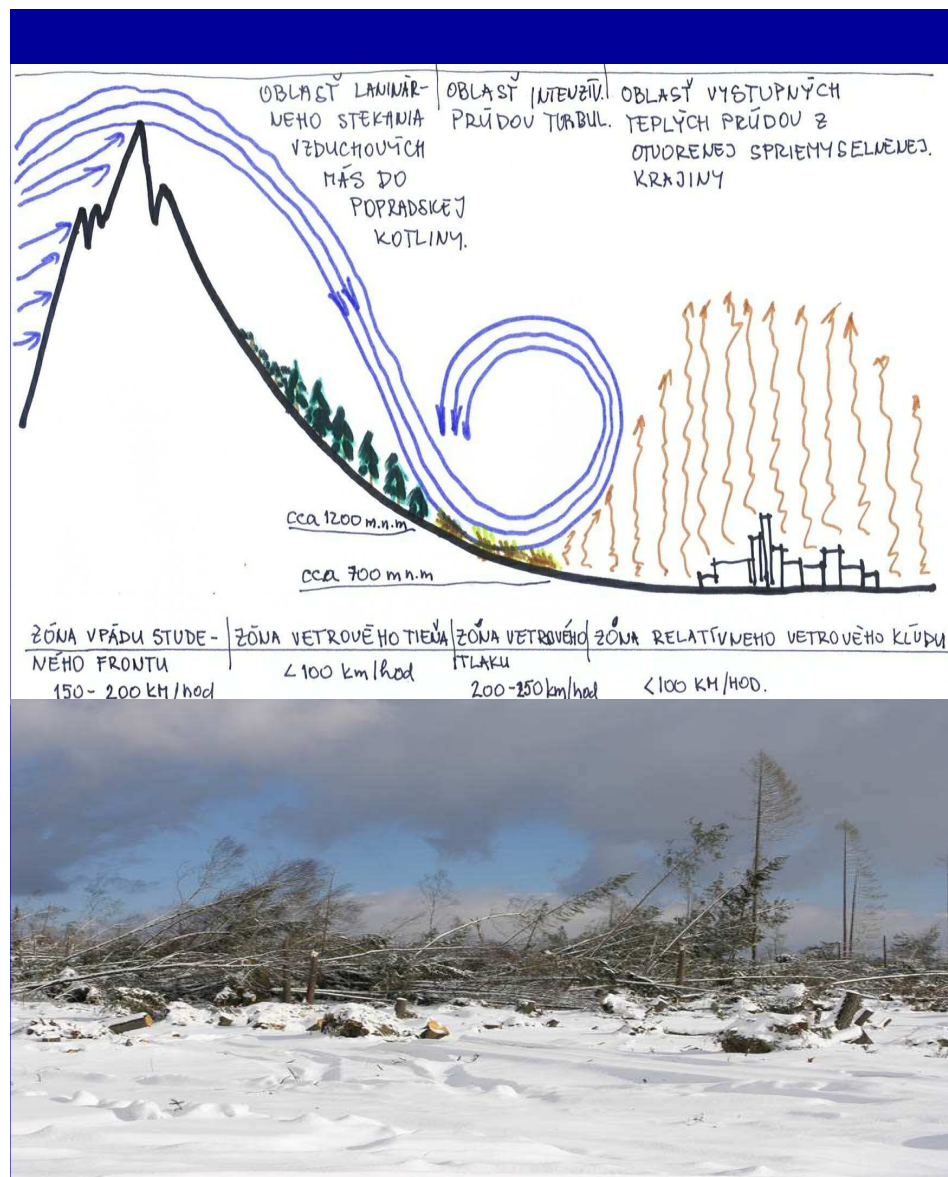 OBLASŤ LANINÁR-
NEHO STEKANIA
VZDUCHOVÝCH
MÁS DO
POPRADSKEJ
KOTLINY.
OBLASŤ INTENZÍV.
PRÚDOV TURBUL.
OBLASŤ VÝSTUPNÝCH
TEPLÝCH PRÚDOV Z
OTVORENEJ SPRIEMYSELNENEJ.
KRAJINY
cca 1200 m.n.m
cca 700 m n.m
ZÓNA VPÁDU STUDE-
NÉHO FRONTU
150 - 200 KM/hod
ZÓNA VETROVÉHO TIEŇA
<100 km/hod
ZÓNA VETROVÉHO
TLAKU
200-250 km/hod
ZÓNA RELATÍVNEHO VETROVÉHO KĽUDU
<100 KM/HOD.